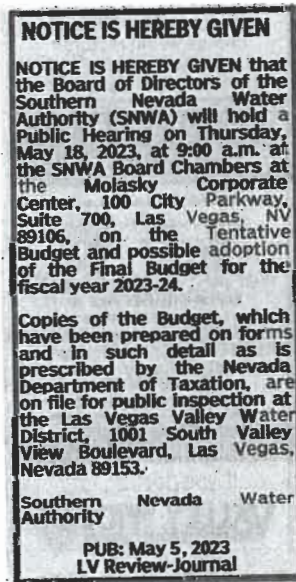 NOTICE IS HEREBY GIVEN
NOTICE IS HEREBY GIVEN that
the Board of Directors of the
Southern Nevada Water
Authority (SNWA) will hold a
Public Hearing on Thursday,
May 18, 2023, at 9:00 a.m. at
the SNWA Board Chambers at
the Molasky Corporate
Center, 100 City Parkway,
Suite 700, Las Vegas, NV
89106, on the Tentative
Budget and possible adoption
of the Final Budget for the
fiscal year 2023-24.
Copies of the Budget, which
have been prepared on forms
and in such detail as is
prescribed by the Nevada
Department of Taxation, are
on file for public inspection at
the Las Vegas Valley Water
District, 1001 South Valley
View Boulevard, Las Vegas,
Nevada 89153.
Southern Nevada Water
Authority
PUB: May 5, 2023
LV Review-Journal